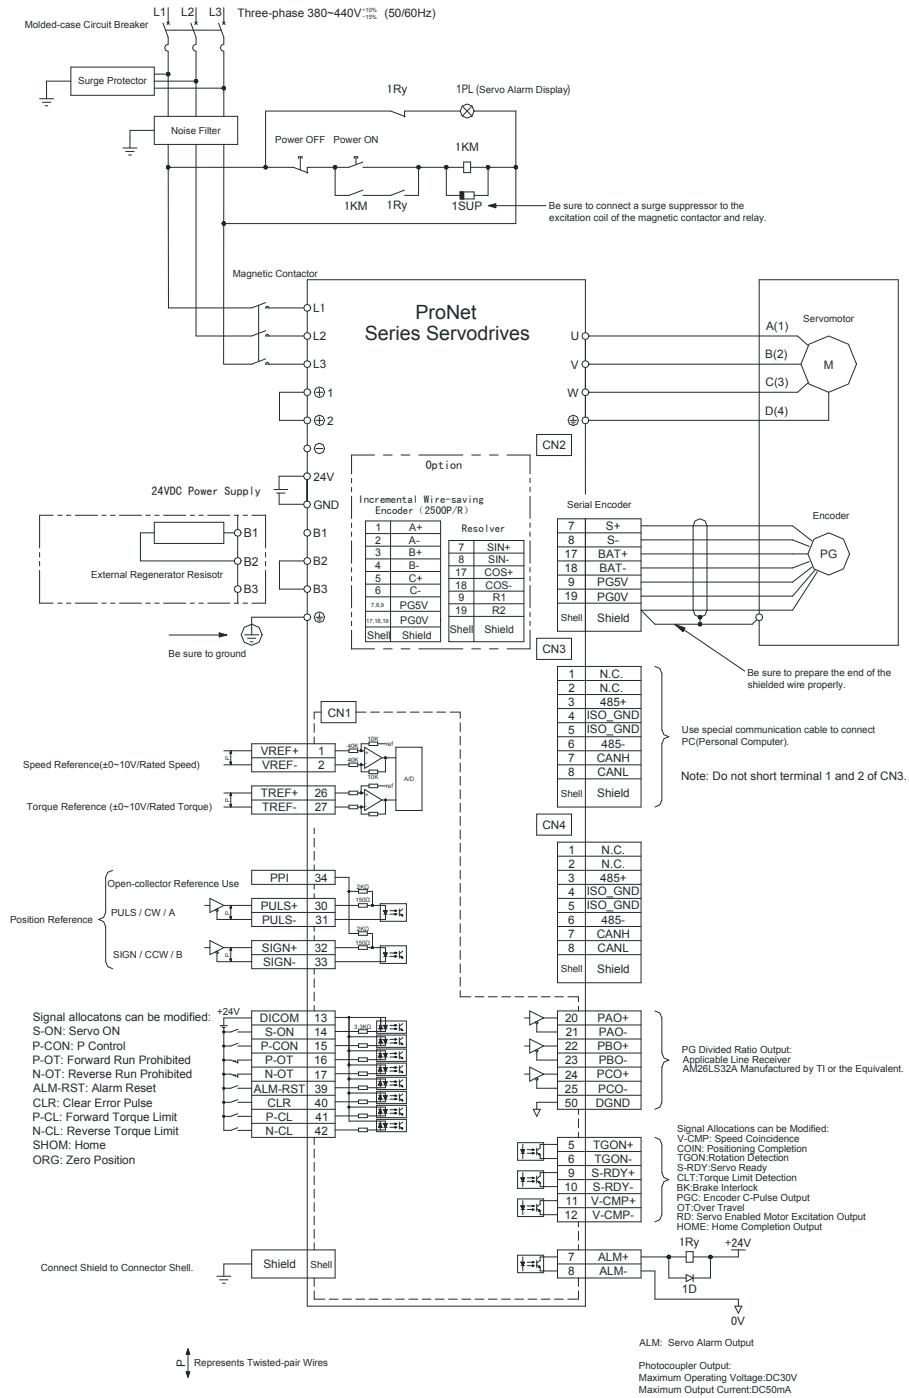 L1 L2 L3 Three-phase 380~440V +10% -15% (50/60Hz)
Molded-case Circuit Breaker
Surge Protector
Noise Filter
1Ry 1PL (Servo Alarm Display)
Power OFF Power ON
1KM
1KM 1Ry 1SUP
Be sure to connect a surge suppressor to the
excitation coil of the magnetic contactor and relay.
Magnetic Contactor
ProNet
Series Servodrives
L1
L2
L3
1
2
24V
GND
24VDC Power Supply
B1
B2
B3
External Regenerator Resisotr
B1
B2
B3
Be sure to ground
U
V
W
A(1)
B(2)
C(3)
D(4)
Servomotor
M
CN2
Option
Incremental Wire-saving
Encoder（2500P/R）
1 A+
2 A-
3 B+
4 B-
5 C+
6 C-
7,8,9 PG5V
17,18,19 PG0V
Shell Shield
Resolver
7 SIN+
8 SIN-
17 COS+
18 COS-
9 R1
19 R2
Shell Shield
Serial Encoder
7 S+
8 S-
17 BAT+
18 BAT-
9 PG5V
19 PG0V
Shell Shield
Encoder
PG
Be sure to prepare the end of the
shielded wire properly.
CN3
1 N.C.
2 N.C.
3 485+
4 ISO_GND
5 ISO_GND
6 485-
7 CANH
8 CANL
Shell Shield
Use special communication cable to connect
PC(Personal Computer).
Note: Do not short terminal 1 and 2 of CN3.
CN4
1 N.C.
2 N.C.
3 485+
4 ISO_GND
5 ISO_GND
6 485-
7 CANH
8 CANL
Shell Shield
CN1
Speed Reference(±0~10V/Rated Speed)
P
VREF+ 1
VREF- 2
40K
40K
10K
10K
ref
A/D
Torque Reference (±0~10V/Rated Torque)
P
TREF+ 26
TREF- 27
ref
Position Reference
Open-collector Reference Use
PPI 34
PULS / CW / A
P
PULS+ 30
PULS- 31
2KΩ
150Ω
SIGN / CCW / B
P
SIGN+ 32
SIGN- 33
2KΩ
150Ω
Signal allocatons can be modified:
S-ON: Servo ON
P-CON: P Control
P-OT: Forward Run Prohibited
N-OT: Reverse Run Prohibited
ALM-RST: Alarm Reset
CLR: Clear Error Pulse
P-CL: Forward Torque Limit
N-CL: Reverse Torque Limit
SHOM: Home
ORG: Zero Position
+24V
DICOM 13
S-ON 14
P-CON 15
P-OT 16
N-OT 17
ALM-RST 39
CLR 40
P-CL 41
N-CL 42
3.3KΩ
20 PAO+
21 PAO-
22 PBO+
23 PBO-
24 PCO+
25 PCO-
50 DGND
PG Divided Ratio Output:
Applicable Line Receiver
AM26LS32A Manufactured by TI or the Equivalent.
5 TGON+
6 TGON-
9 S-RDY+
10 S-RDY-
11 V-CMP+
12 V-CMP-
Signal Allocations can be Modified:
V-CMP: Speed Coincidence
COIN: Positioning Completion
TGON:Rotation Detection
S-RDY:Servo Ready
CLT:Torque Limit Detection
BK:Brake Interlock
PGC: Encoder C-Pulse Output
OT:Over Travel
RD: Servo Enabled Motor Excitation Output
HOME: Home Completion Output
7 ALM+
8 ALM-
1Ry
+24V
1D
0V
Connect Shield to Connector Shell.
Shield Shell
ALM: Servo Alarm Output
Photocoupler Output:
Maximum Operating Voltage:DC30V
Maximum Output Current:DC50mA
P Represents Twisted-pair Wires